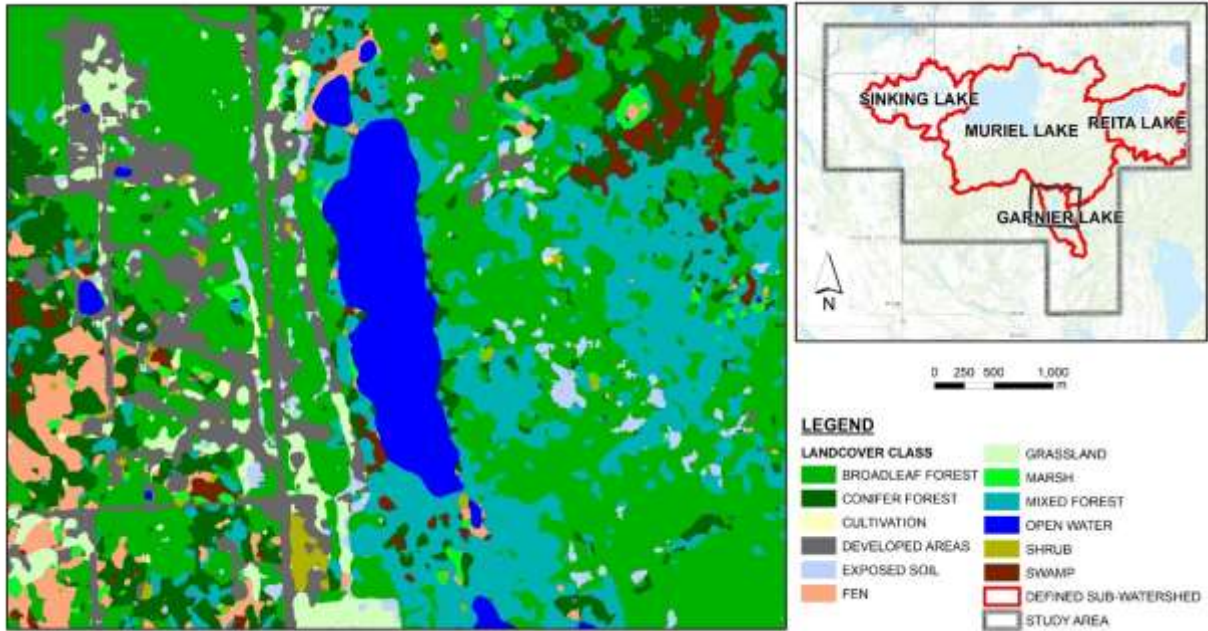 SINKING LAKE
MURIEL LAKE
REITA LAKE
GARNIER LAKE
N
0 250 500 1,000
m
LEGEND
LANDCOVER CLASS
BROADLEAF FOREST
CONIFER FOREST
CULTIVATION
DEVELOPED AREAS
EXPOSED SOIL
FEN
GRASSLAND
MARSH
MIXED FOREST
OPEN WATER
SHRUB
SWAMP
DEFINED SUB-WATERSHED
STUDY AREA